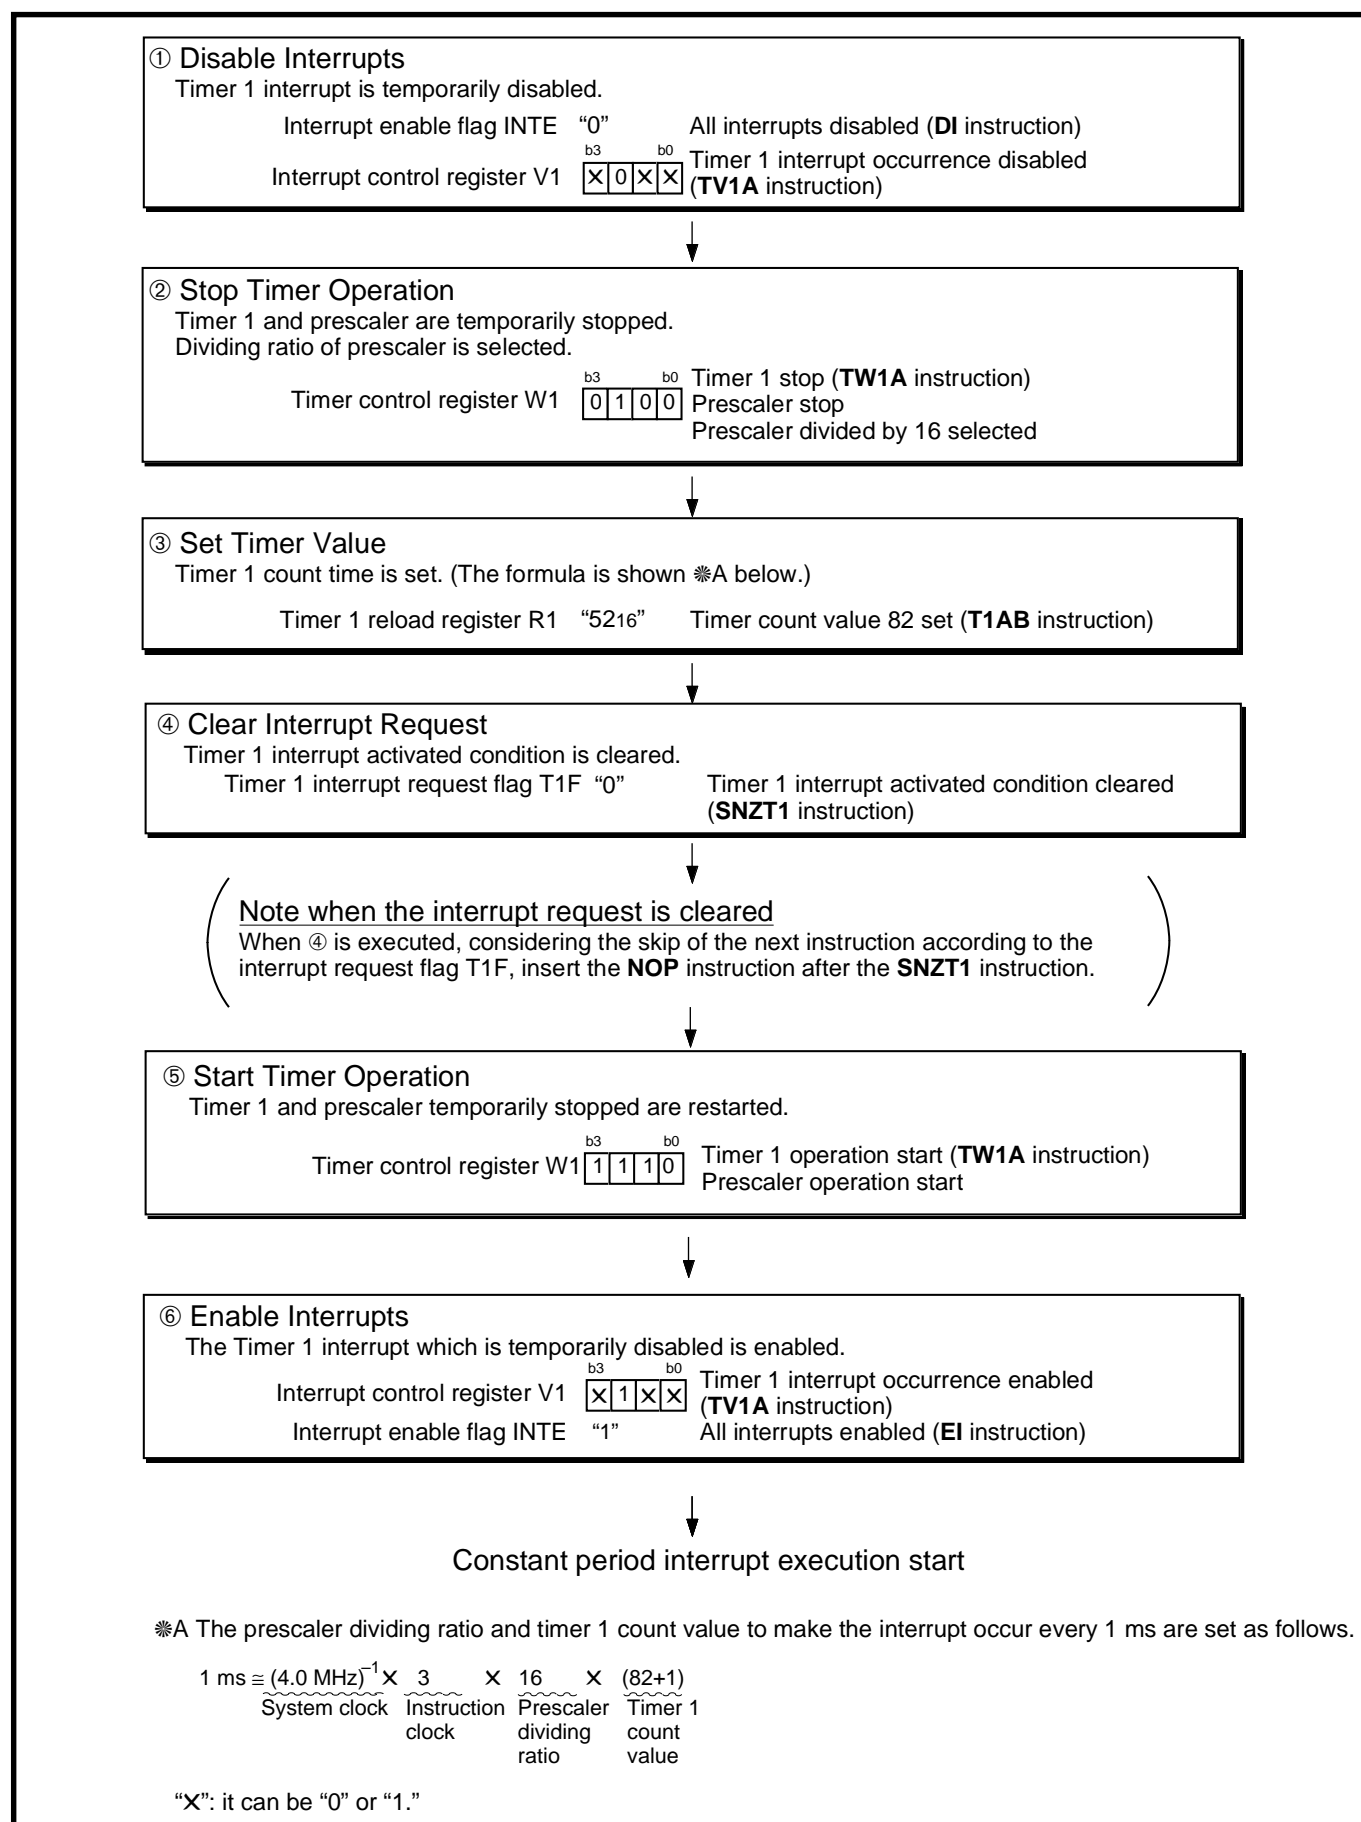 ① Disable Interrupts
Timer 1 interrupt is temporarily disabled.
Interrupt enable flag INTE “0” All interrupts disabled (DI instruction)
b3 b0
Interrupt control register V1 X 0 X X Timer 1 interrupt occurrence disabled
(TV1A instruction)
② Stop Timer Operation
Timer 1 and prescaler are temporarily stopped.
Dividing ratio of prescaler is selected.
b3 b0
Timer control register W1 0 1 0 0 Timer 1 stop (TW1A instruction)
Prescaler stop
Prescaler divided by 16 selected
③ Set Timer Value
Timer 1 count time is set. (The formula is shown ❊A below.)
Timer 1 reload register R1 “5216” Timer count value 82 set (T1AB instruction)
④ Clear Interrupt Request
Timer 1 interrupt activated condition is cleared.
Timer 1 interrupt request flag T1F “0” Timer 1 interrupt activated condition cleared
(SNZT1 instruction)
Note when the interrupt request is cleared
When ④ is executed, considering the skip of the next instruction according to the
interrupt request flag T1F, insert the NOP instruction after the SNZT1 instruction.
⑤ Start Timer Operation
Timer 1 and prescaler temporarily stopped are restarted.
b3 b0
Timer control register W1 1 1 1 0 Timer 1 operation start (TW1A instruction)
Prescaler operation start
⑥ Enable Interrupts
The Timer 1 interrupt which is temporarily disabled is enabled.
b3 b0
Interrupt control register V1 X 1 X X Timer 1 interrupt occurrence enabled
(TV1A instruction)
Interrupt enable flag INTE “1” All interrupts enabled (EI instruction)
Constant period interrupt execution start
❊A The prescaler dividing ratio and timer 1 count value to make the interrupt occur every 1 ms are set as follows.
1 ms ≅ (4.0 MHz)–1 X 3 X 16 X (82+1)
System clock Instruction Prescaler Timer 1
clock dividing count
ratio value
“X”: it can be “0” or “1.”